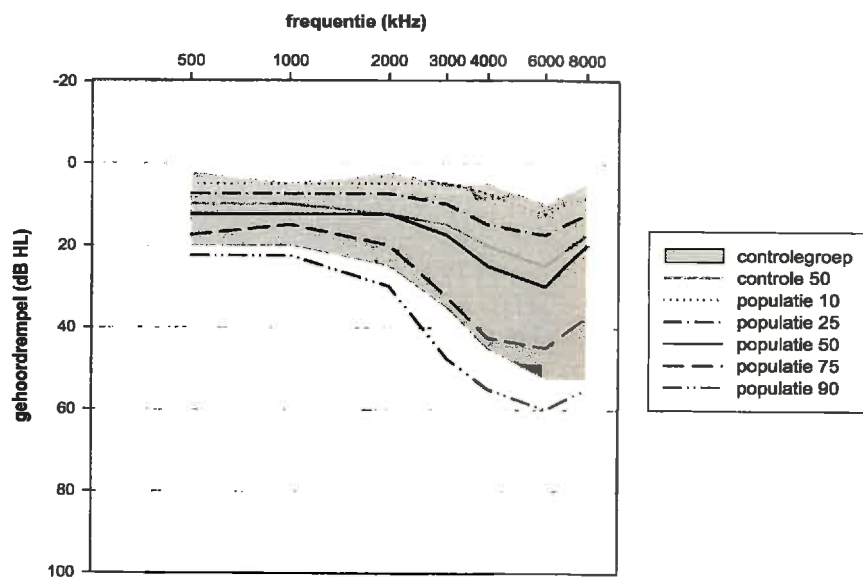 frequentie (kHz)
500 1000 2000 3000 4000 6000 8000
-20
0
20
40
60
80
100
gehoordrempel (dB HL)
controlegroep
controle 50
populatie 10
populatie 25
populatie 50
populatie 75
populatie 90